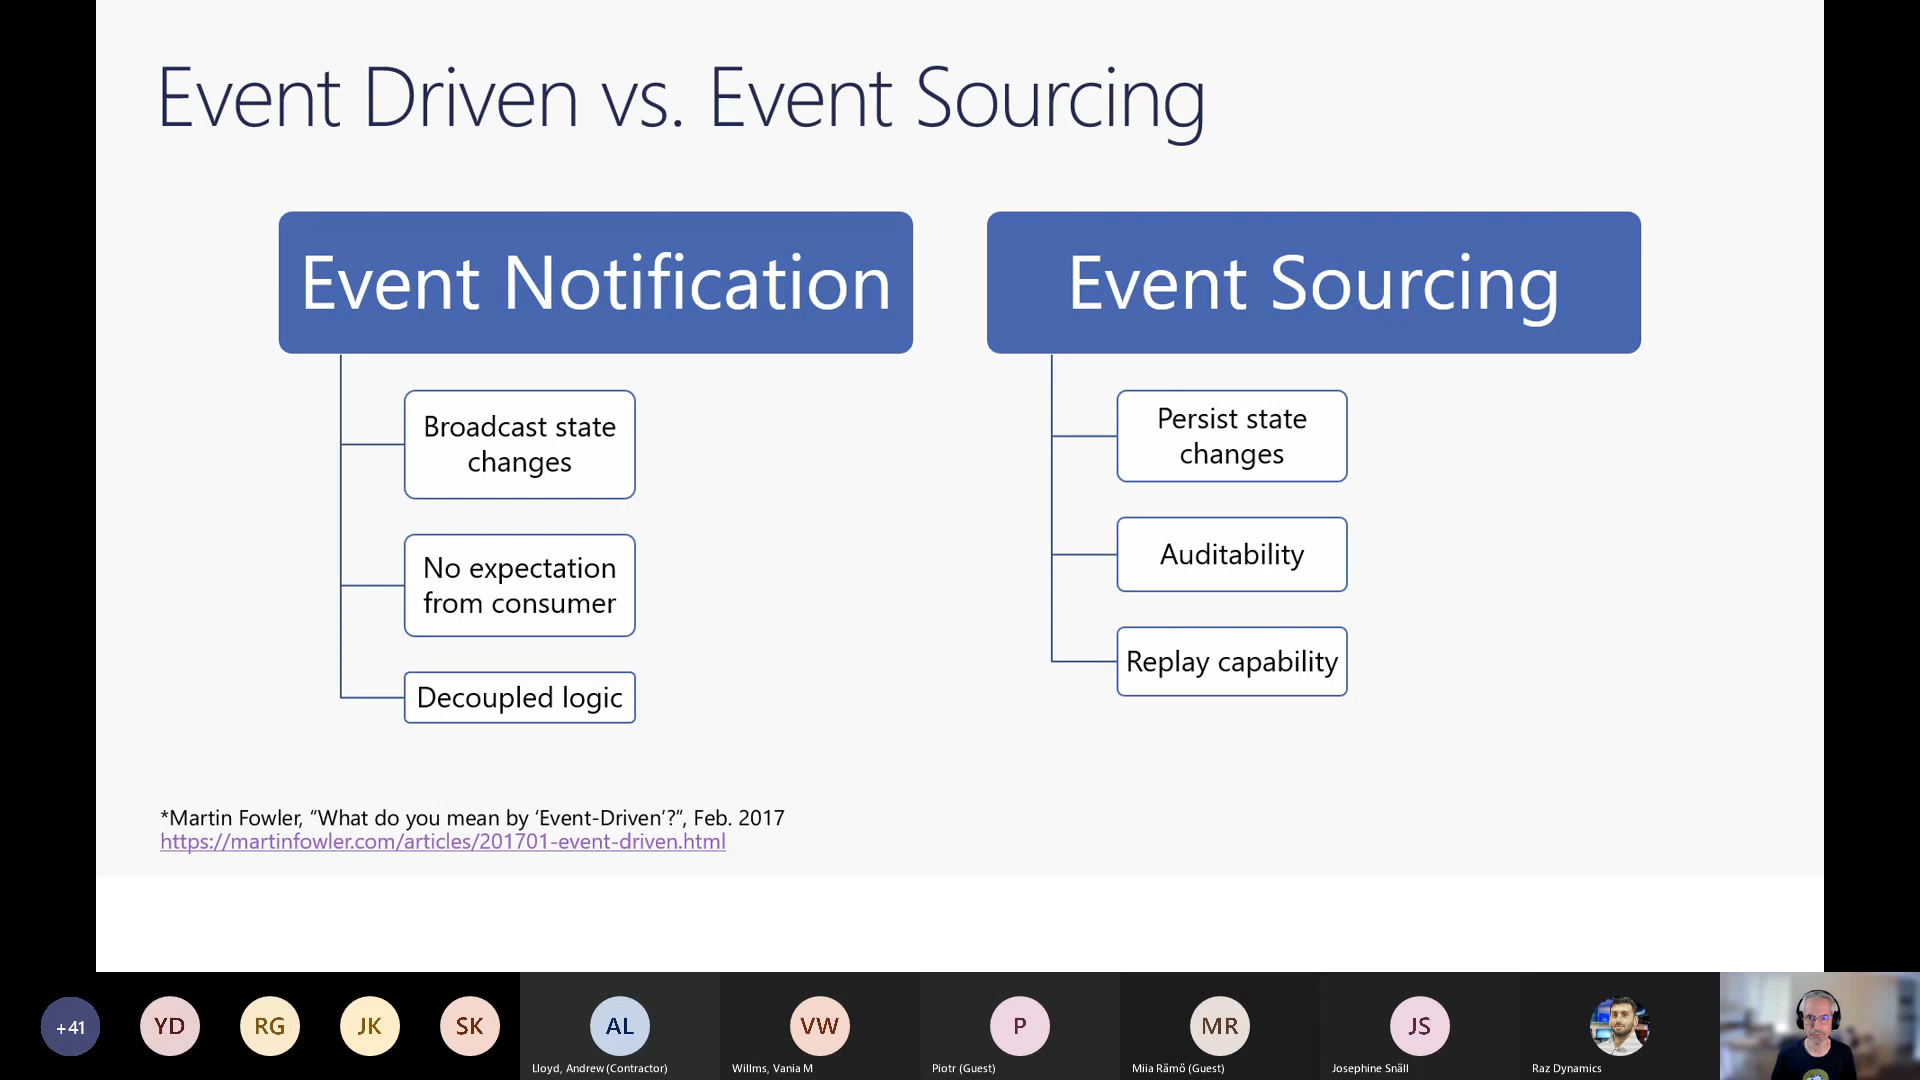 Event Driven vs. Event Sourcing
Event Notification
Broadcast state
changes
No expectation
from consumer
Decoupled logic
Event Sourcing
Persist state
changes
Auditability
Replay capability
*Martin Fowler, “What do you mean by ‘Event-Driven’?”, Feb. 2017
https://martinfowler.com/articles/201701-event-driven.html
+41
YD
RG
JK
SK
AL
Lloyd, Andrew (Contractor)
VW
Willms, Vania M
P
Piotr (Guest)
MR
Miia Rämö (Guest)
JS
Josephine Snäll
Raz Dynamics